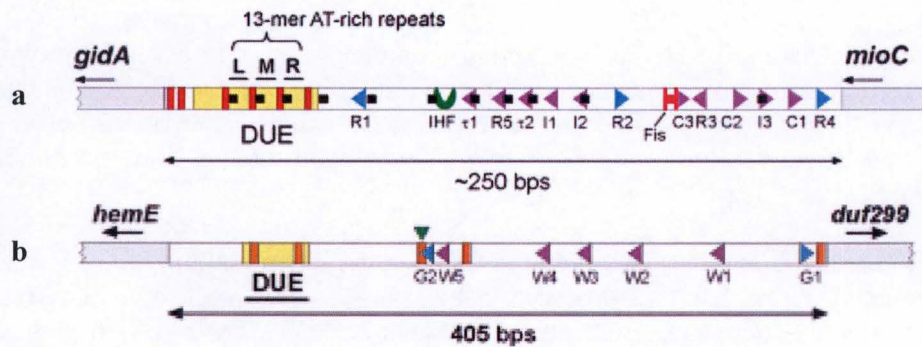 13-mer AT-rich repeats
gidA L M R mioC
a
DUE R1 IHF τ1 R5 τ2 I1 I2 R2 Fis C3 R3 C2 I3 C1 R4
~250 bps
hemE duf299
b
DUE G2 W5 W4 W3 W2 W1 G1
405 bps